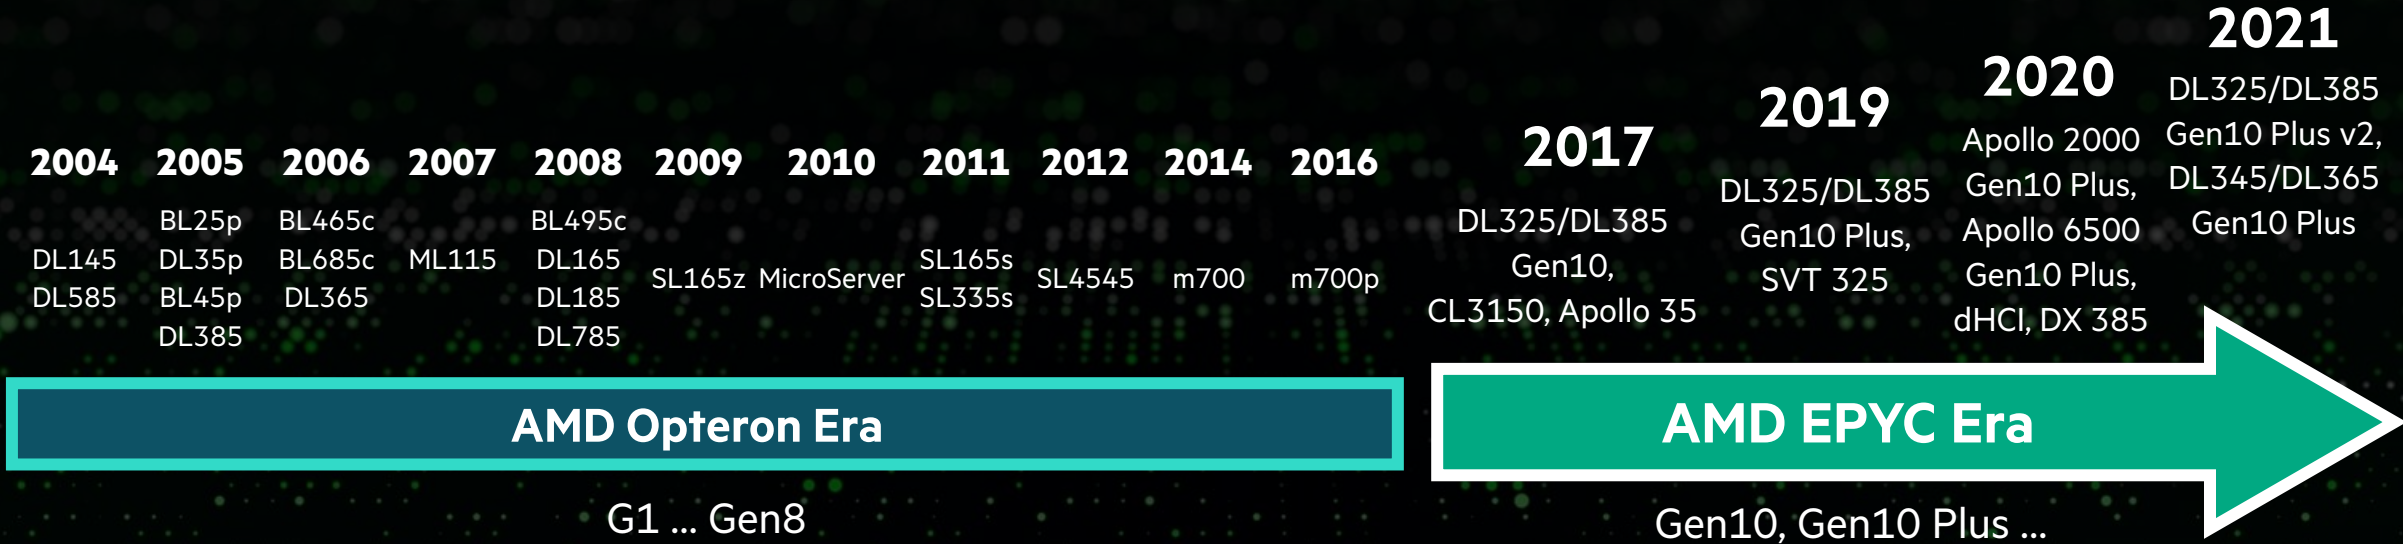 2004
DL145
DL585
2005
BL25p
DL35p
BL45p
DL385
2006
BL465c
BL685c
DL365
2007
ML115
2008
BL495c
DL165
DL185
DL785
2009
SL165z
2010
MicroServer
2011
SL165s
SL335s
2012
SL4545
2014
m700
2016
m700p
2017
DL325/DL385
Gen10,
CL3150, Apollo 35
2019
DL325/DL385
Gen10 Plus,
SVT 325
2020
Apollo 2000
Gen10 Plus,
Apollo 6500
Gen10 Plus,
dHCI, DX 385
2021
DL325/DL385
Gen10 Plus v2,
DL345/DL365
Gen10 Plus
AMD Opteron Era
G1 ... Gen8
AMD EPYC Era
Gen10, Gen10 Plus ...